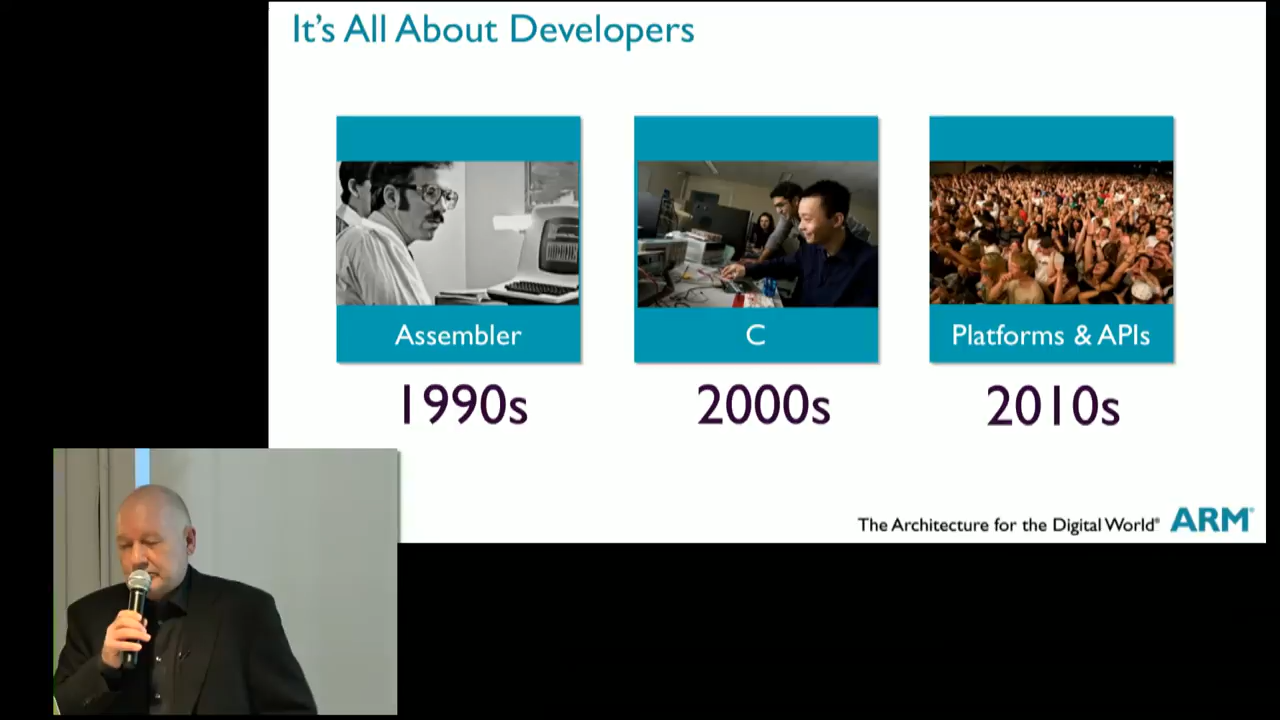 It's All About Developers
Assembler
C
Platforms & APIs
1990s
2000s
2010s
The Architecture for the Digital World® ARM®